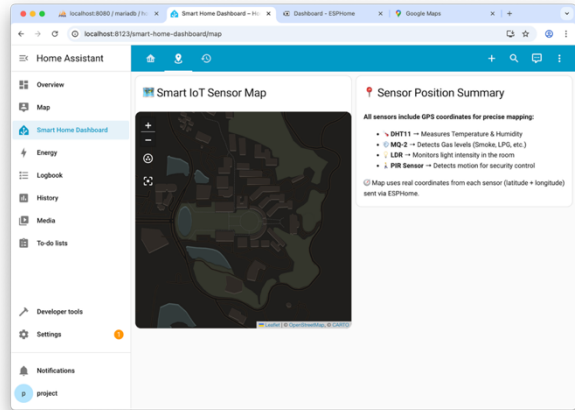 localhost:8080 / mariadb / h
Smart Home Dashboard – Ho
Dashboard - ESPHome
Google Maps
localhost:8123/smart-home-dashboard/map
Home Assistant
Overview
Map
Smart Home Dashboard
Energy
Logbook
History
Media
To-do lists
Developer tools
Settings
1
Notifications
p project
Smart IoT Sensor Map
+
−
Leaflet | © OpenStreetMap, © CARTO
Sensor Position Summary
All sensors include GPS coordinates for precise mapping:
DHT11 → Measures Temperature & Humidity
MQ-2 → Detects Gas levels (Smoke, LPG, etc.)
LDR → Monitors light intensity in the room
PIR Sensor → Detects motion for security control
Map uses real coordinates from each sensor (latitude + longitude)
sent via ESPHome.